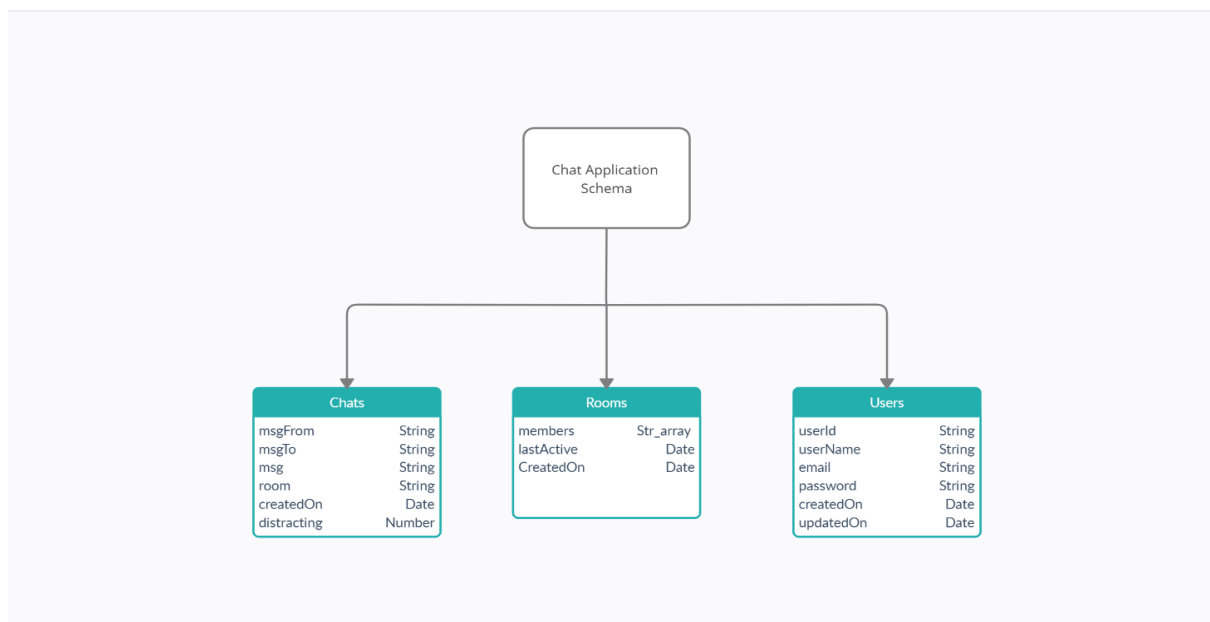 Chat Application
Schema
Chats
msgFrom String
msgTo String
msg String
room String
createdOn Date
distracting Number
Rooms
members Str_array
lastActive Date
CreatedOn Date
Users
userId String
userName String
email String
password String
createdOn Date
updatedOn Date